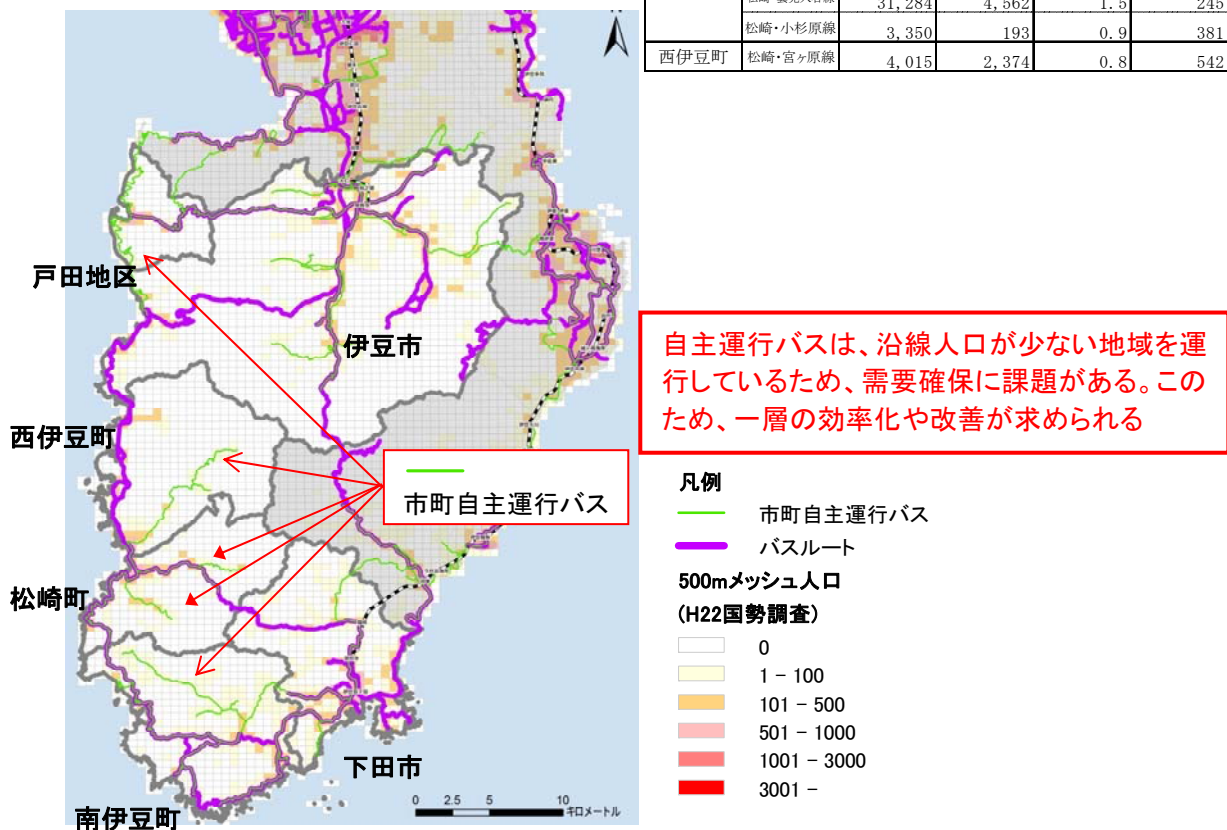 31,284 4,562 1.5 245
松崎・小杉原線 3,350 193 0.9 381
西伊豆町 松崎・宮ヶ原線 4,015 2,374 0.8 542
戸田地区
伊豆市
西伊豆町
市町自主運行バス
松崎町
下田市
南伊豆町
0 2.5 5 10
キロメートル
自主運行バスは、沿線人口が少ない地域を運
行しているため、需要確保に課題がある。この
ため、一層の効率化や改善が求められる
凡例
市町自主運行バス
バスルート
500mメッシュ人口
(H22国勢調査)
0
1 - 100
101 - 500
501 - 1000
1001 - 3000
3001 -